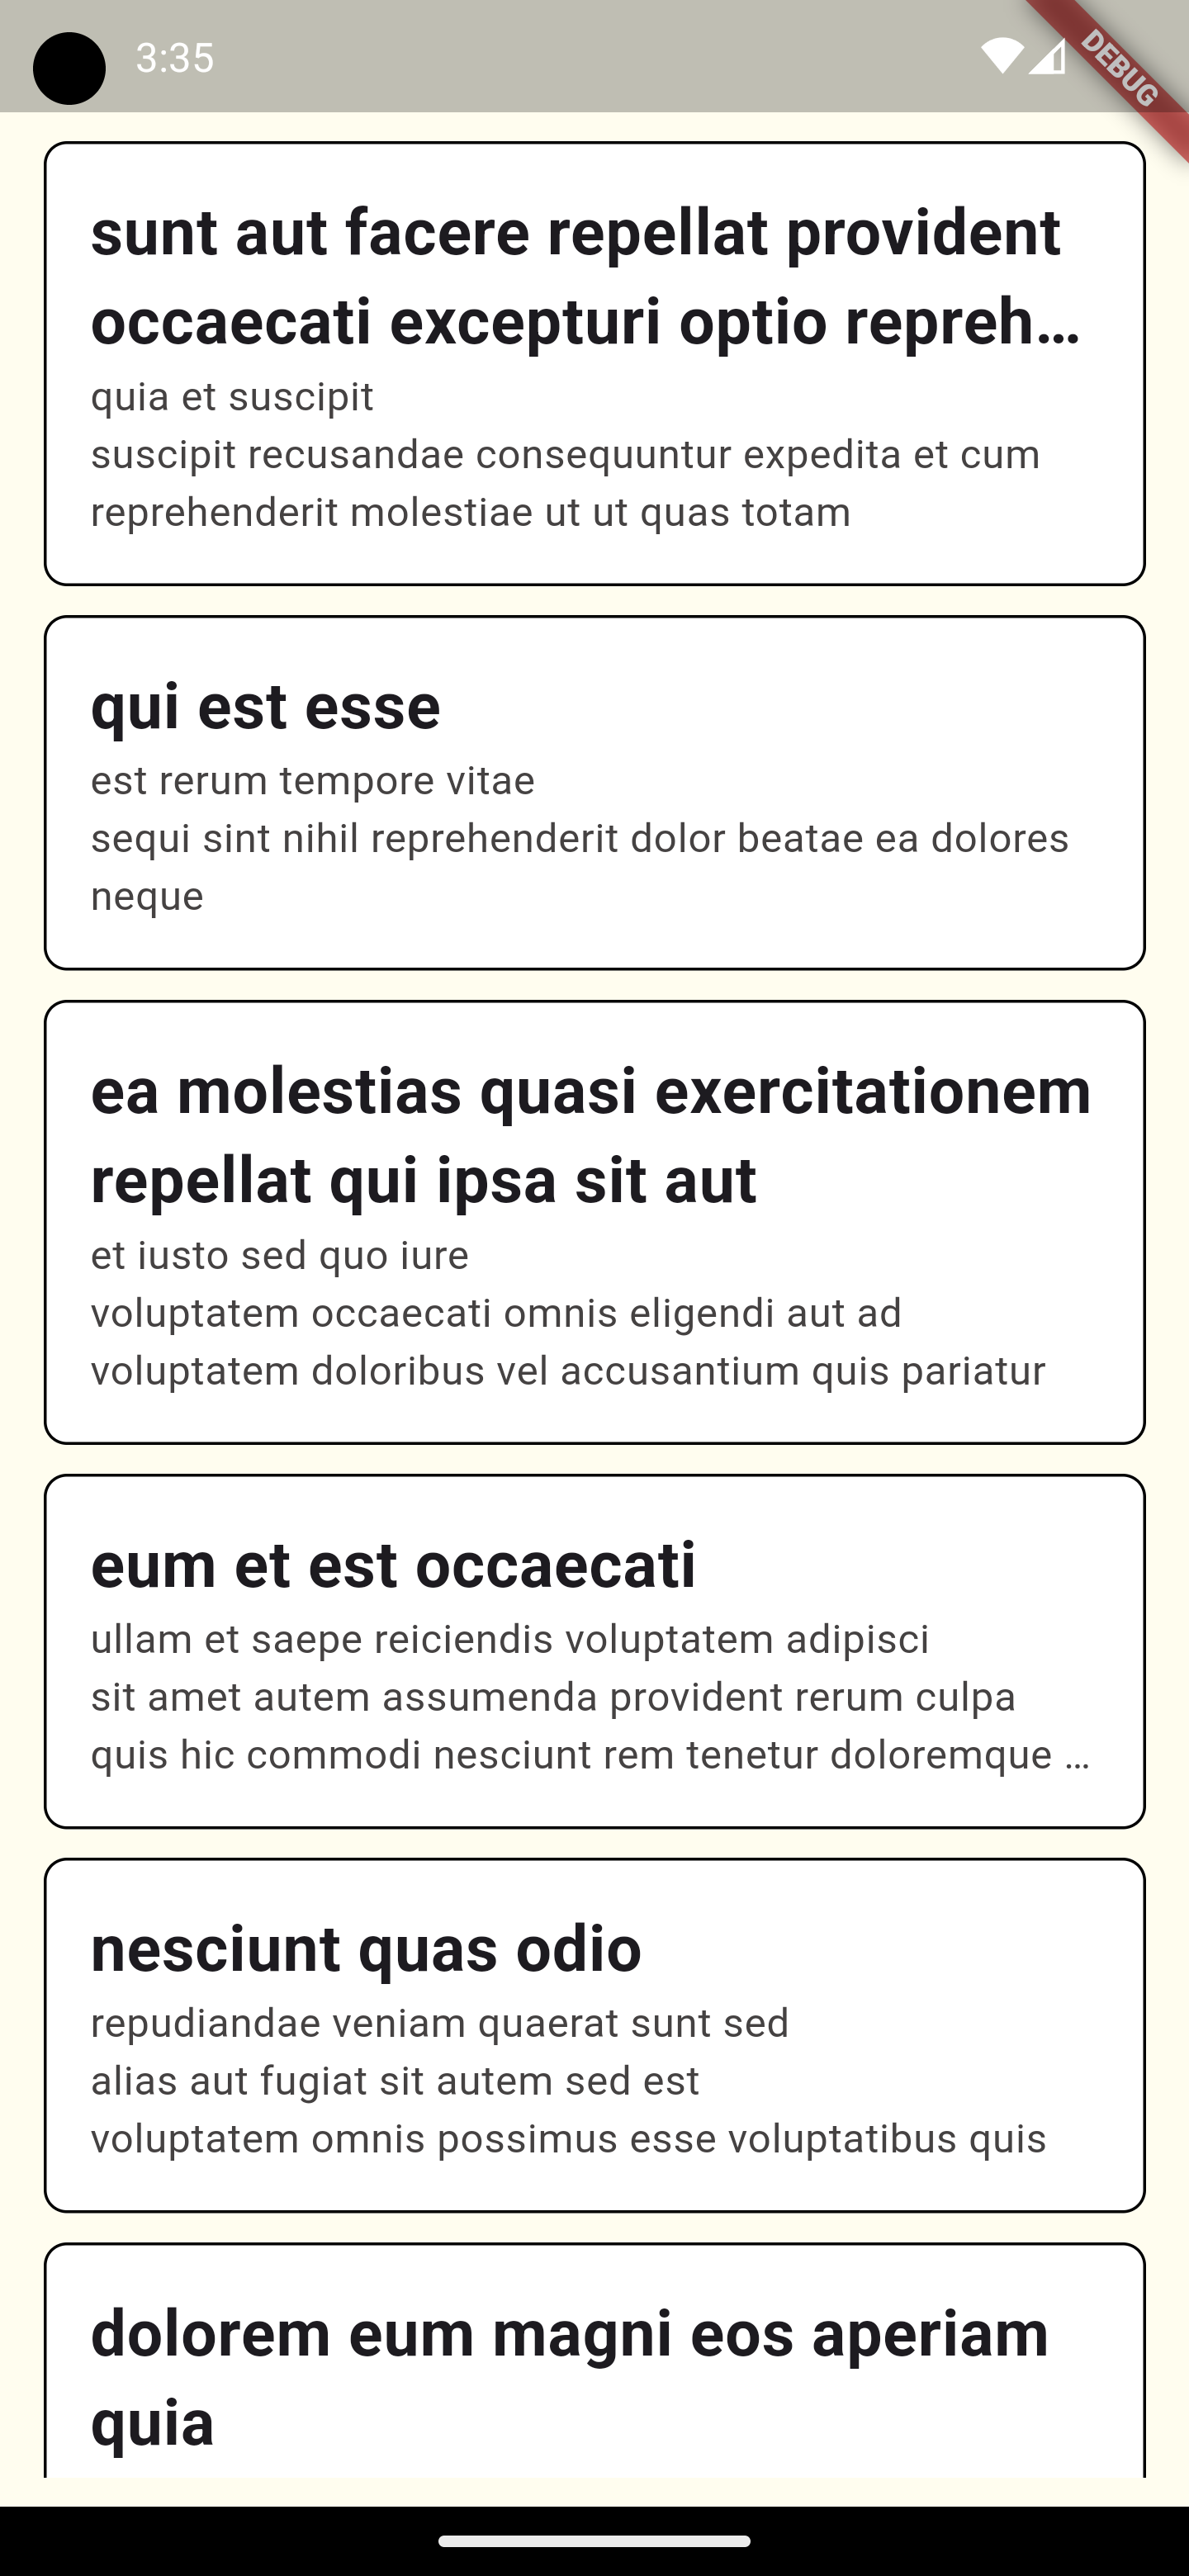 3:35
DEBUG
sunt aut facere repellat provident
occaecati excepturi optio repreh…
quia et suscipit
suscipit recusandae consequuntur expedita et cum
reprehenderit molestiae ut ut quas totam
qui est esse
est rerum tempore vitae
sequi sint nihil reprehenderit dolor beatae ea dolores
neque
ea molestias quasi exercitationem
repellat qui ipsa sit aut
et iusto sed quo iure
voluptatem occaecati omnis eligendi aut ad
voluptatem doloribus vel accusantium quis pariatur
eum et est occaecati
ullam et saepe reiciendis voluptatem adipisci
sit amet autem assumenda provident rerum culpa
quis hic commodi nesciunt rem tenetur doloremque …
nesciunt quas odio
repudiandae veniam quaerat sunt sed
alias aut fugiat sit autem sed est
voluptatem omnis possimus esse voluptatibus quis
dolorem eum magni eos aperiam
quia